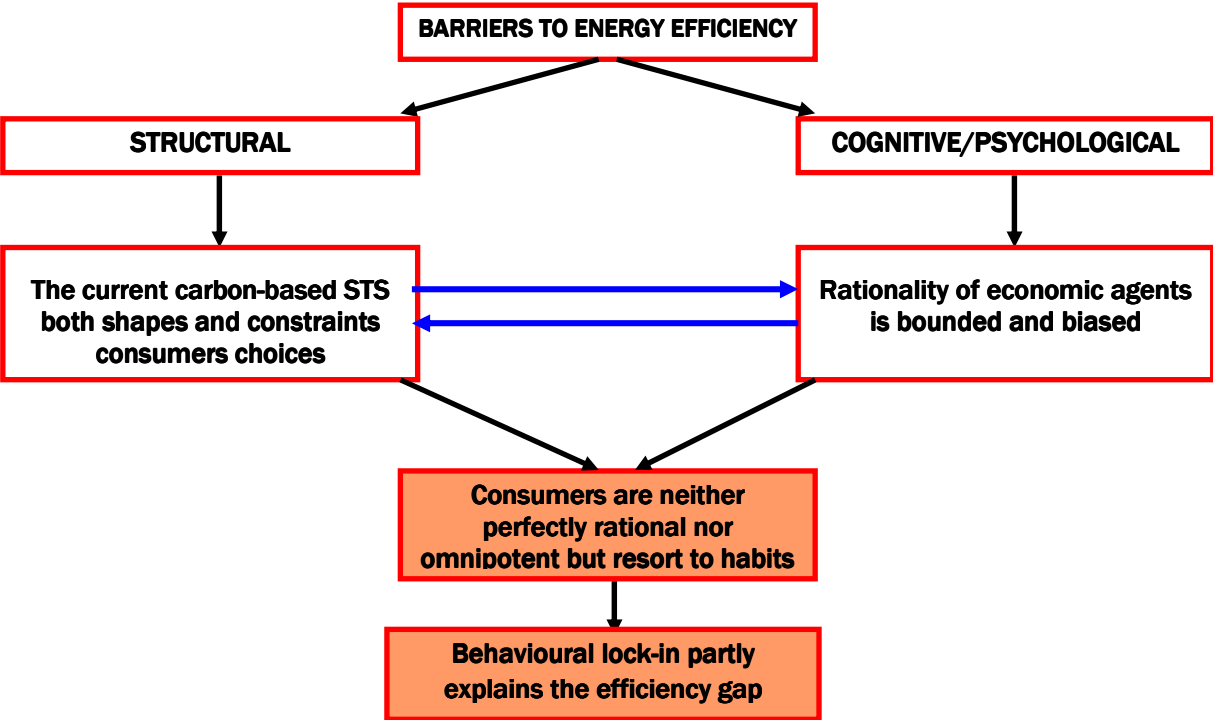 BARRIERS TO ENERGY EFFICIENCY
STRUCTURAL
COGNITIVE/PSYCHOLOGICAL
The current carbon-based STS
both shapes and constraints
consumers choices
Rationality of economic agents
is bounded and biased
Consumers are neither
perfectly rational nor
omnipotent but resort to habits
Behavioural lock-in partly
explains the efficiency gap